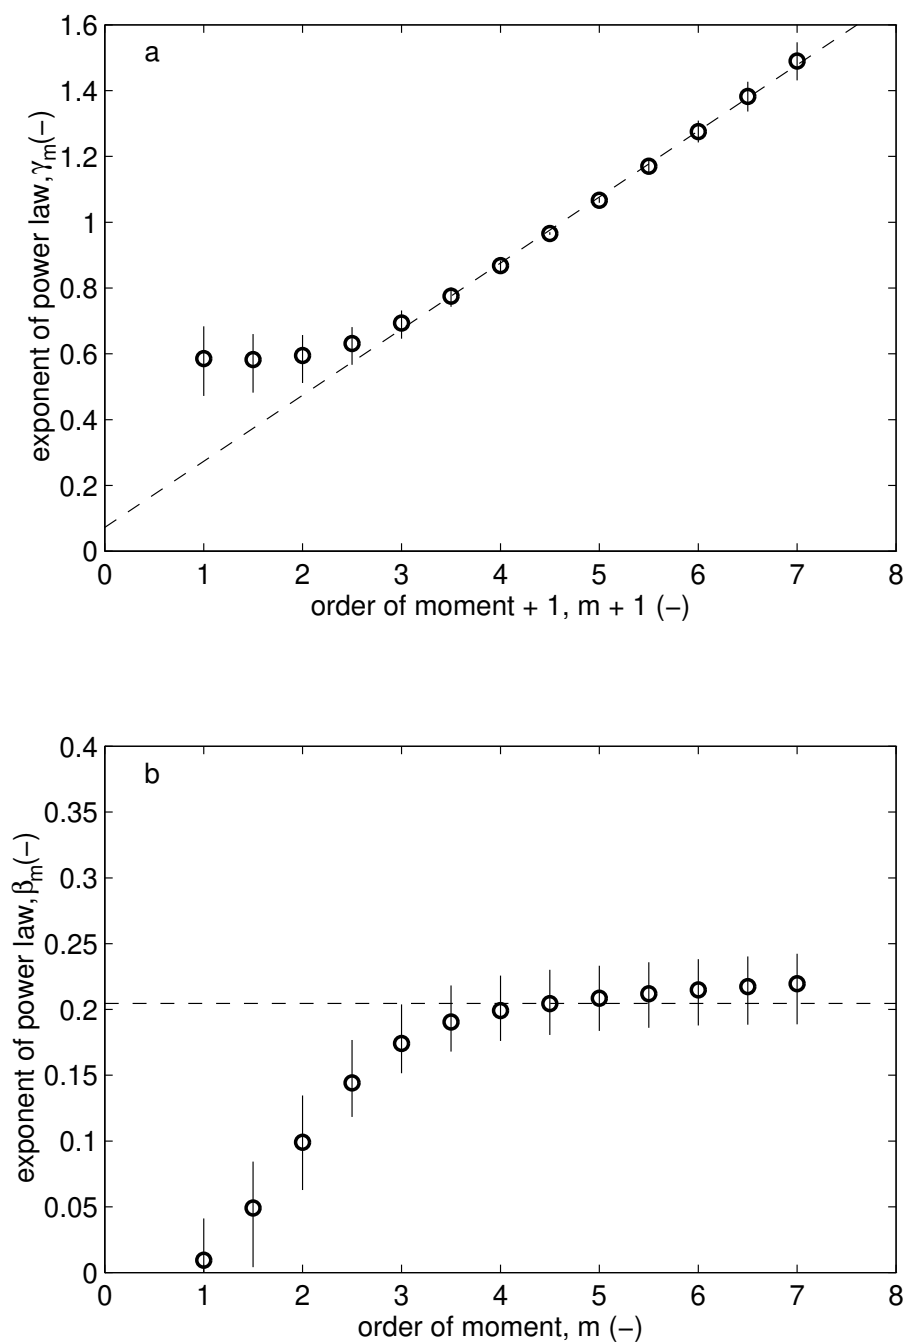 a
1.6
1.4
1.2
1
0.8
0.6
0.4
0.2
0
exponent of power law, γm(−)
0 1 2 3 4 5 6 7 8
order of moment + 1, m + 1 (−)
b
0.4
0.35
0.3
0.25
0.2
0.15
0.1
0.05
0
exponent of power law, βm(−)
0 1 2 3 4 5 6 7 8
order of moment, m (−)